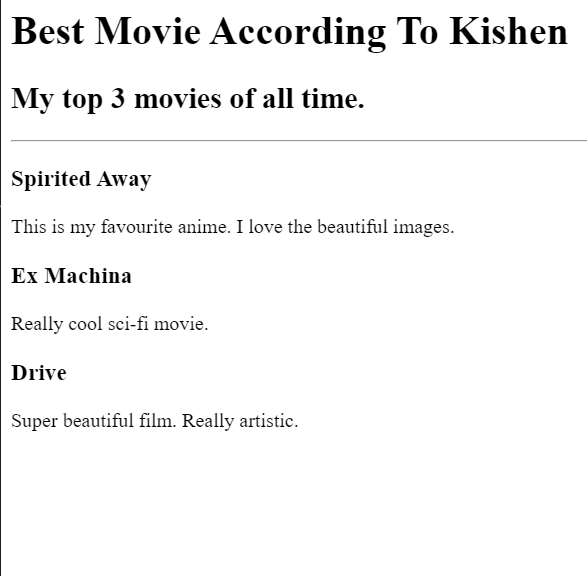 Best Movie According To Kishen
My top 3 movies of all time.
Spirited Away
This is my favourite anime. I love the beautiful images.
Ex Machina
Really cool sci-fi movie.
Drive
Super beautiful film. Really artistic.